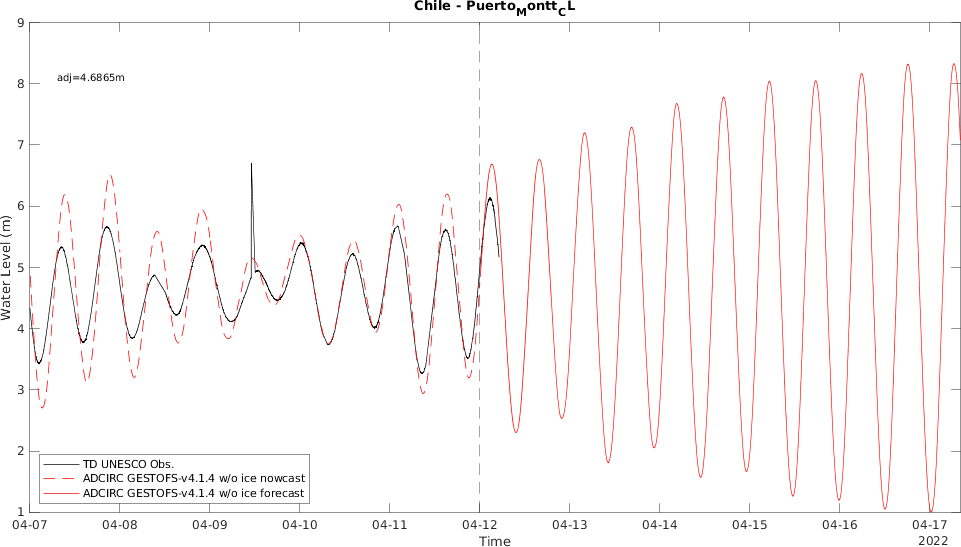 Chile - Puerto_Montt_CL
9
8
7
6
5
4
3
2
1
Water Level (m)
adj=4.6865m
TD UNESCO Obs.
ADCIRC GESTOFS-v4.1.4 w/o ice nowcast
ADCIRC GESTOFS-v4.1.4 w/o ice forecast
04-07 04-08 04-09 04-10 04-11 04-12 04-13 04-14 04-15 04-16 04-17
Time
2022